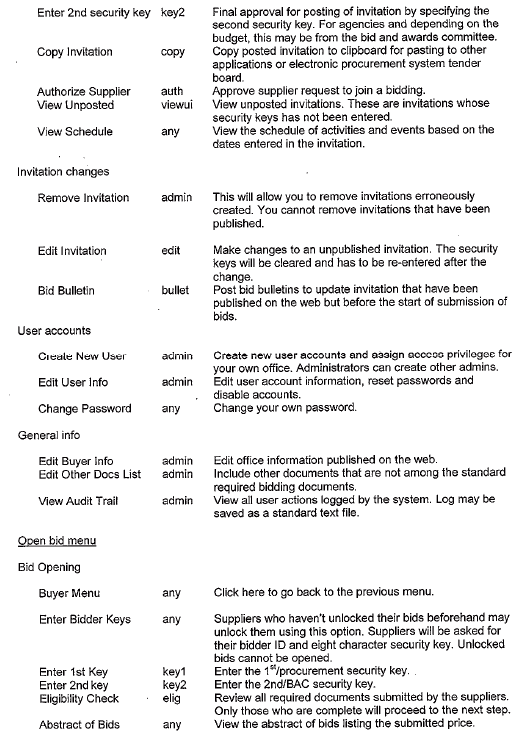 Enter 2nd security key key2 Final approval for posting of invitation by specifying the
second security key. For agencies and depending on the
budget, this may be from the bid and awards committee.
Copy Invitation copy Copy posted invitation to clipboard for pasting to other
applications or electronic procurement system tender
board.
Authorize Supplier auth Approve supplier request to join a bidding.
View Unposted viewui View unposted invitations. These are invitations whose
security keys has not been entered.
View Schedule any View the schedule of activities and events based on the
dates entered in the invitation.
Invitation changes
Remove Invitation admin This will allow you to remove invitations erroneously
created. You cannot remove invitations that have been
published.
Edit Invitation edit Make changes to an unpublished invitation. The security
keys will be cleared and has to be re-entered after the
change.
Bid Bulletin bullet Post bid bulletins to update invitation that have been
published on the web but before the start of submission of
bids.
User accounts
Create New User admin Create new user accounts and assign access privileges for
your own office. Administrators can create other admins.
Edit User Info admin Edit user account information, reset passwords and
disable accounts.
Change Password any Change your own password.
General info
Edit Buyer Info admin Edit office information published on the web.
Edit Other Docs List admin Include other documents that are not among the standard
required bidding documents.
View Audit Trail admin View all user actions logged by the system. Log may be
saved as a standard text file.
Open bid menu
Bid Opening
Buyer Menu any Click here to go back to the previous menu.
Enter Bidder Keys any Suppliers who haven't unlocked their bids beforehand may
unlock them using this option. Suppliers will be asked for
their bidder ID and eight character security key. Unlocked
bids cannot be opened.
Enter 1st Key key1 Enter the 1st/procurement security key.
Enter 2nd key key2 Enter the 2nd/BAC security key.
Eligibility Check elig Review all required documents submitted by the suppliers.
Only those who are complete will proceed to the next step.
Abstract of Bids any View the abstract of bids listing the submitted price.